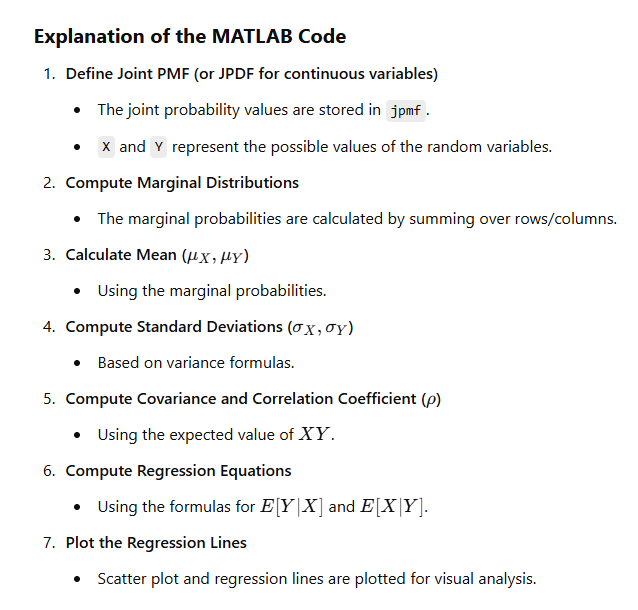 Explanation of the MATLAB Code
1. Define Joint PMF (or JPDF for continuous variables)
• The joint probability values are stored in jpmf.
• X and Y represent the possible values of the random variables.
2. Compute Marginal Distributions
• The marginal probabilities are calculated by summing over rows/columns.
3. Calculate Mean (μ_X, μ_Y)
• Using the marginal probabilities.
4. Compute Standard Deviations (σ_X, σ_Y)
• Based on variance formulas.
5. Compute Covariance and Correlation Coefficient (ρ)
• Using the expected value of XY.
6. Compute Regression Equations
• Using the formulas for E[Y|X] and E[X|Y].
7. Plot the Regression Lines
• Scatter plot and regression lines are plotted for visual analysis.